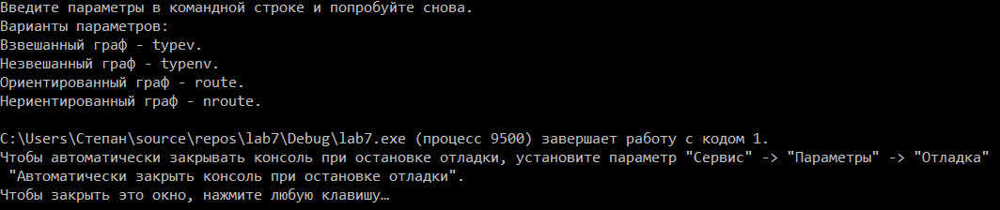 Введите параметры в командной строке и попробуйте снова.
Варианты параметров:
Взвешанный граф - typev.
Незвешанный граф - typenv.
Ориентированный граф - route.
Нериентированный граф - nroute.
C:\Users\Степан\source\repos\lab7\Debug\lab7.exe (процесс 9500) завершает работу с кодом 1.
Чтобы автоматически закрывать консоль при остановке отладки, установите параметр "Сервис" -> "Параметры" -> "Отладка"
"Автоматически закрыть консоль при остановке отладки".
Чтобы закрыть это окно, нажмите любую клавишу…